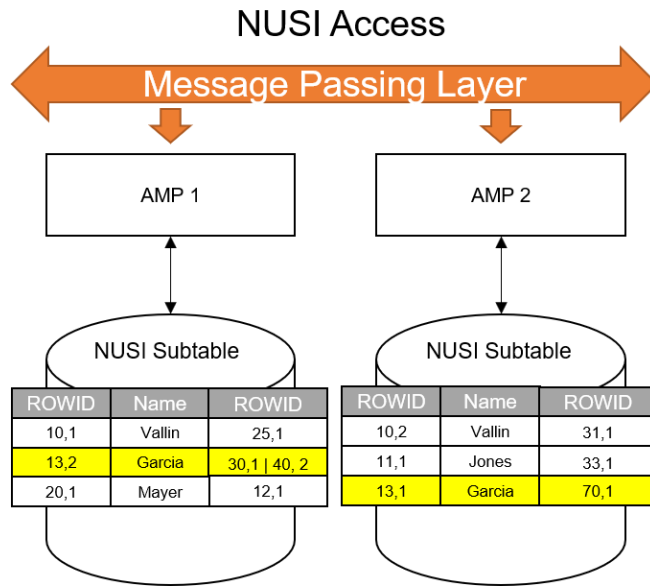 NUSI Access
Message Passing Layer
AMP 1
AMP 2
NUSI Subtable
ROWID Name ROWID
10,1 Vallin 25,1
13,2 Garcia 30,1 | 40, 2
20,1 Mayer 12,1
NUSI Subtable
ROWID Name ROWID
10,2 Vallin 31,1
11,1 Jones 33,1
13,1 Garcia 70,1